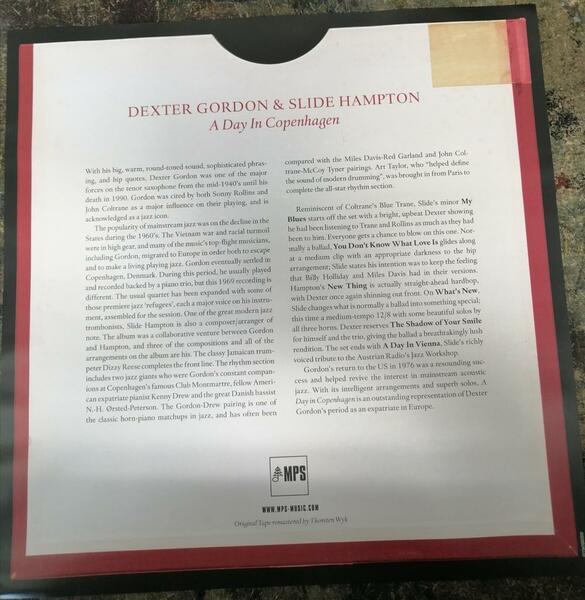 DEXTER GORDON & SLIDE HAMPTON
A Day In Copenhagen
With his big, warm, round-toned sound, sophisticated phras-
ing, and hip quotes, Dexter Gordon was one of the major
forces on the tenor saxophone from the mid-1940's until his
death in 1990. Gordon was cited by both Sonny Rollins and
John Coltrane as a major influence on their playing, and is
acknowledged as a jazz icon.
The popularity of mainstream jazz was on the decline in the
States during the 1960's. The Vietnam war and racial turmoil
were in high gear, and many of the music's top-flight musicians,
including Gordon, migrated to Europe in order both to escape
and to make a living playing jazz. Gordon eventually settled in
Copenhagen, Denmark. During this period, he usually played
and recorded backed by a piano trio, but this 1969 recording is
different. The usual quartet has been expanded with some of
those premiere jazz 'refugees', each a major voice on his instru-
ment, assembled for the session. One of the great modern jazz
trombonists, Slide Hampton is also a composer/arranger of
note. The album was a collaborative venture between Gordon
and Hampton, and three of the compositions and all of the
arrangements on the album are his. The classy Jamaican trum-
peter Dizzy Reese completes the front line. The rhythm section
includes two jazz giants who were Gordon's constant compan-
ions at Copenhagen's famous Club Montmartre, fellow Ameri-
can expatriate pianist Kenny Drew and the great Danish bassist
N.-H. Ørsted-Peterson. The Gordon-Drew pairing is one of
the classic horn-piano matchups in jazz, and has often been
compared with the Miles Davis-Red Garland and John Col-
trane-McCoy Tyner pairings. Art Taylor, who "helped define
the sound of modern drumming", was brought in from Paris to
complete the all-star rhythm section.
Reminiscent of Coltrane's Blue Trane, Slide's minor My
Blues starts off the set with a bright, upbeat Dexter showing
he had been listening to Trane and Rollins as much as they had
been to him. Everyone gets a chance to blow on this one. Nor-
mally a ballad, You Don't Know What Love Is glides along
at a medium clip with an appropriate darkness to the hip
arrangement; Slide states his intention was to keep the feeling
that Billy Holliday and Miles Davis had in their versions.
Hampton's New Thing is actually straight-ahead hardbop,
with Dexter once again shinning out front. On What's New,
Slide changes what is normally a ballad into something special;
this time a medium-tempo 12/8 with some beautiful solos by
all three horns. Dexter reserves The Shadow of Your Smile
for himself and the trio, giving the ballad a breathtakingly lush
rendition. The set ends with A Day In Vienna, Slide's richly
voiced tribute to the Austrian Radio's Jazz Workshop.
Gordon's return to the US in 1976 was a resounding suc-
cess and helped revive the interest in mainstream acoustic
jazz. With its intelligent arrangements and superb solos, A
Day in Copenhagen is an outstanding representation of Dexter
Gordon's period as an expatriate in Europe.
MPS
WWW.MPS-MUSIC.COM
Original Tape remastered by Thorsten Wyk